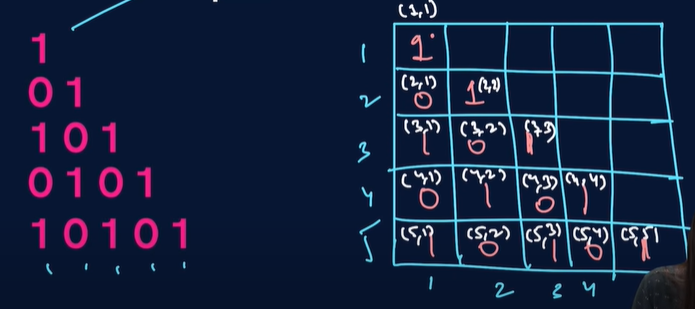 1
0 1
1 0 1
0 1 0 1
1 0 1 0 1
(1,1)
1 1
2 (2,1) 0 1 (2,2)
3 (3,1) 1 (3,2) 0 (3,3) 1
4 (4,1) 0 (4,2) 1 (4,3) 0 (4,4) 1
5 (5,1) 1 (5,2) 0 (5,3) 1 (5,4) 0 (5,5) 1
1 2 3 4